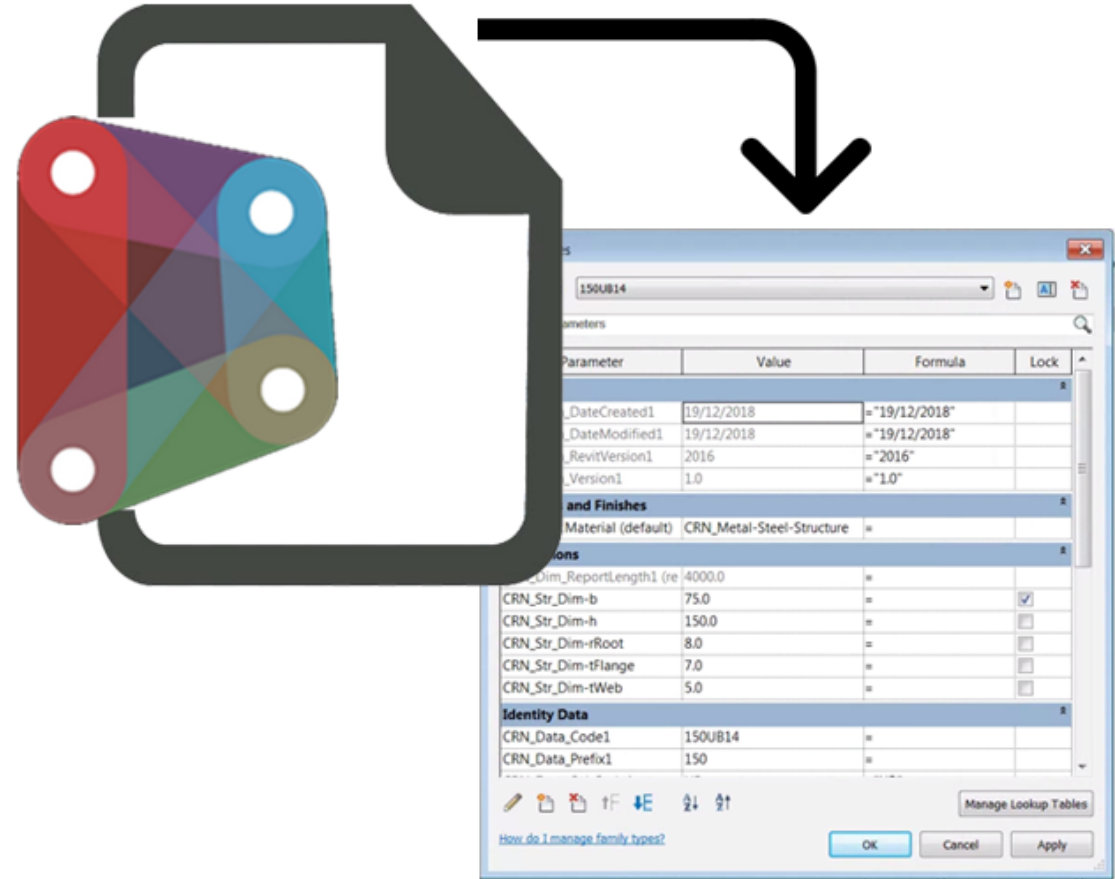 150UB14
Parameter Value Formula Lock
_DateCreated1 19/12/2018 ="19/12/2018"
_DateModified1 19/12/2018 ="19/12/2018"
_RevitVersion1 2016 ="2016"
_Version1 1.0 ="1.0"
and Finishes
Material (default) CRN_Metal-Steel-Structure =
_Dim_ReportLength1 (re 4000.0 =
CRN_Str_Dim-b 75.0 =
CRN_Str_Dim-h 150.0 =
CRN_Str_Dim-rRoot 8.0 =
CRN_Str_Dim-tFlange 7.0 =
CRN_Str_Dim-tWeb 5.0 =
Identity Data
CRN_Data_Code1 150UB14 =
CRN_Data_Prefix1 150 =
Manage Lookup Tables
How do I manage family types?
OK Cancel Apply